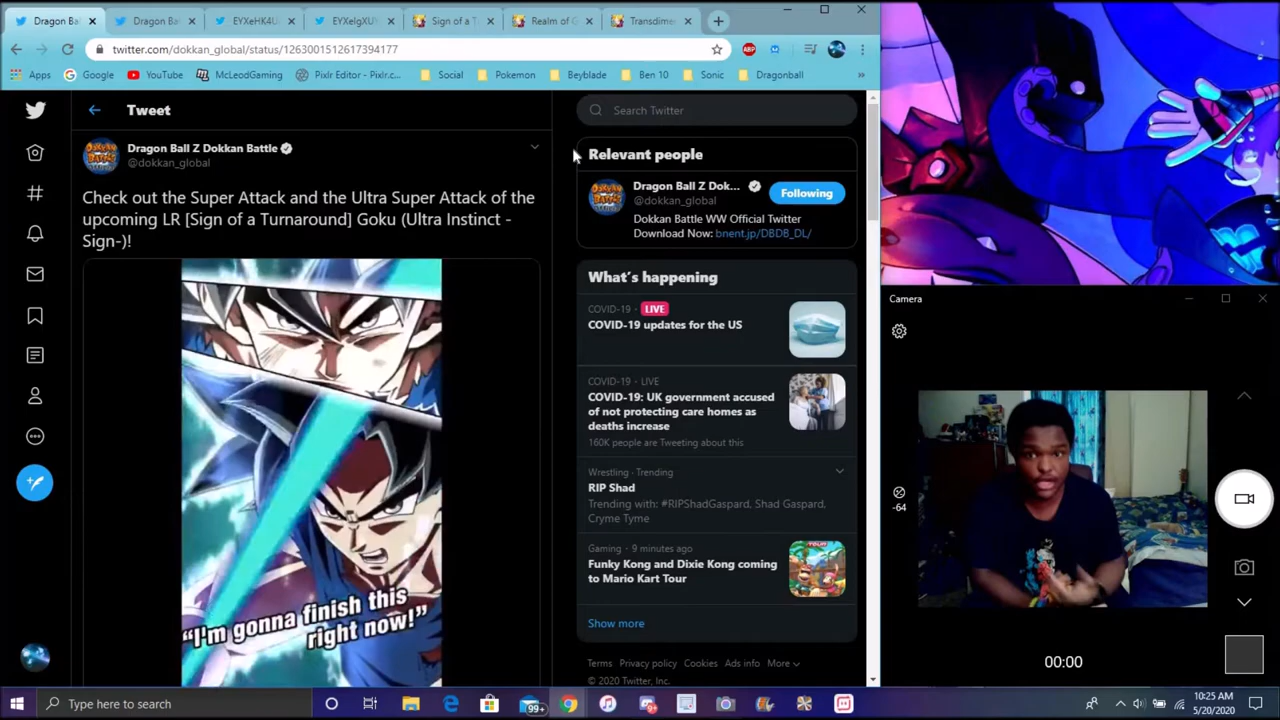 Dragon Ball
Dragon Bal
EYXeHK4U
EYXelgXUY
Sign of a T
Realm of G
Transdimen
twitter.com/dokkan_global/status/1263001512617394177
ABP
Apps
Google
YouTube
McLeodGaming
Pixlr Editor - Pixlr.c...
Social
Pokemon
Beyblade
Ben 10
Sonic
Dragonball
»
Tweet
Search Twitter
Dragon Ball Z Dokkan Battle
@dokkan_global
Check out the Super Attack and the Ultra Super Attack of the
upcoming LR [Sign of a Turnaround] Goku (Ultra Instinct -
Sign-)!
"I'm gonna finish this
right now!"
Relevant people
Dragon Ball Z Dok...
@dokkan_global
Following
Dokkan Battle WW Official Twitter
Download Now: bnent.jp/DBDB_DL/
What's happening
COVID-19 · LIVE
COVID-19 updates for the US
COVID-19 · LIVE
COVID-19: UK government accused
of not protecting care homes as
deaths increase
160K people are Tweeting about this
Wrestling · Trending
RIP Shad
Trending with: #RIPShadGaspard, Shad Gaspard,
Cryme Tyme
Gaming · 9 minutes ago
Funky Kong and Dixie Kong coming
to Mario Kart Tour
Show more
Terms Privacy policy Cookies Ads info More
© 2020 Twitter, Inc.
Camera
-64
00:00
Type here to search
99+
10:25 AM
5/20/2020